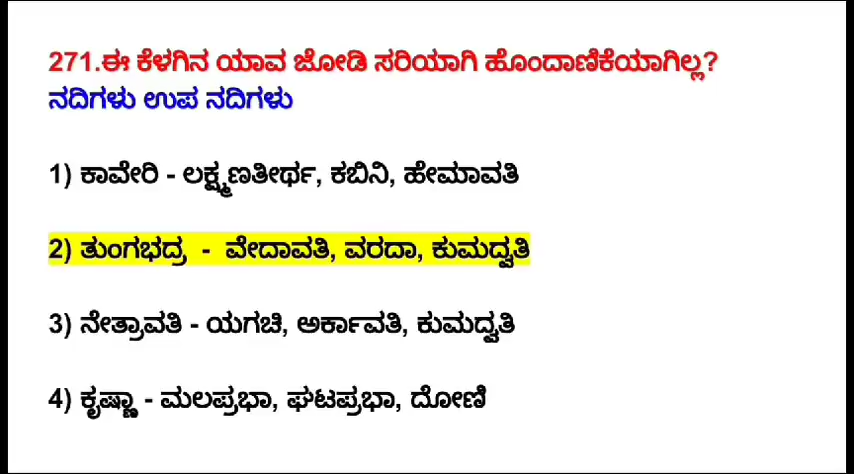 271.ಈ ಕೆಳಗಿನ ಯಾವ ಜೋಡಿ ಸರಿಯಾಗಿ ಹೊಂದಾಣಿಕೆಯಾಗಿಲ್ಲ?
ನದಿಗಳು ಉಪ ನದಿಗಳು
1) ಕಾವೇರಿ - ಲಕ್ಷ್ಮಣತೀರ್ಥ, ಕಬಿನಿ, ಹೇಮಾವತಿ
2) ತುಂಗಭದ್ರ - ವೇದಾವತಿ, ವರದಾ, ಕುಮದ್ವತಿ
3) ನೇತ್ರಾವತಿ - ಯಗಚಿ, ಅರ್ಕಾವತಿ, ಕುಮದ್ವತಿ
4) ಕೃಷ್ಣಾ - ಮಲಪ್ರಭಾ, ಘಟಪ್ರಭಾ, ದೋಣಿ